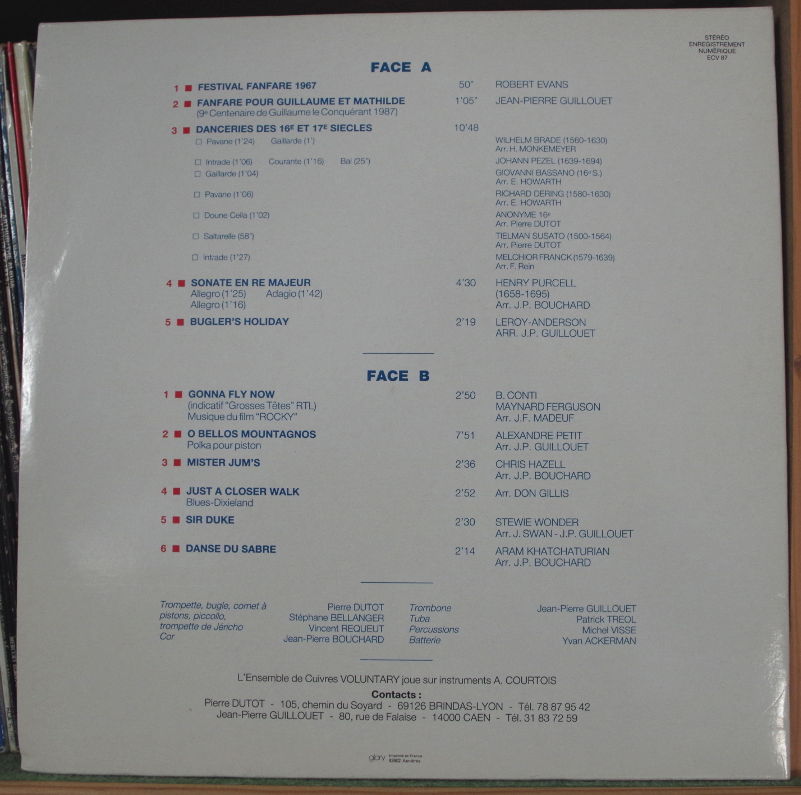 STÉRÉO
ENREGISTREMENT
NUMÉRIQUE
ECV 87
FACE A
1 ■ FESTIVAL FANFARE 1967 50" ROBERT EVANS
2 ■ FANFARE POUR GUILLAUME ET MATHILDE 1'05" JEAN-PIERRE GUILLOUET
(9e Centenaire de Guillaume le Conquérant 1987)
3 ■ DANCERIES DES 16E ET 17E SIECLES 10'48
□ Pavane (1'24) Gaillarde (1') WILHELM BRADE (1560-1630)
Arr. H. MONKEMEYER
□ Intrade (1'06) Courante (1'16) Bal (25") JOHANN PEZEL (1639-1694)
□ Gaillarde (1'04) GIOVANNI BASSANO (16e S.)
Arr. E. HOWARTH
□ Pavane (1'06) RICHARD DERING (1580-1630)
Arr. E. HOWARTH
□ Doune Cella (1'02) ANONYME 16e
Arr. Pierre DUTOT
□ Saltarelle (58") TIELMAN SUSATO (1500-1564)
Arr. Pierre DUTOT
□ Intrade (1'27) MELCHIOR FRANCK (1579-1639)
Arr. F. Rein
4 ■ SONATE EN RE MAJEUR 4'30 HENRY PURCELL
Allegro (1'25) Adagio (1'42) (1658-1695)
Allegro (1'16) Arr. J.P. BOUCHARD
5 ■ BUGLER'S HOLIDAY 2'19 LEROY-ANDERSON
ARR. J.P. GUILLOUET
FACE B
1 ■ GONNA FLY NOW 2'50 B. CONTI
(indicatif "Grosses Têtes" RTL) MAYNARD FERGUSON
Musique du film "ROCKY" Arr. J.F. MADEUF
2 ■ O BELLOS MOUNTAGNOS 7'51 ALEXANDRE PETIT
Polka pour piston Arr. J.P. GUILLOUET
3 ■ MISTER JUM'S 2'36 CHRIS HAZELL
Arr. J.P. BOUCHARD
4 ■ JUST A CLOSER WALK 2'52 Arr. DON GILLIS
Blues-Dixieland
5 ■ SIR DUKE 2'30 STEWIE WONDER
Arr. J. SWAN - J.P. GUILLOUET
6 ■ DANSE DU SABRE 2'14 ARAM KHATCHATURIAN
Arr. J.P. BOUCHARD
Trompette, bugle, cornet à Pierre DUTOT Trombone Jean-Pierre GUILLOUET
pistons, piccollo, Stéphane BELLANGER Tuba Patrick TREOL
trompette de Jéricho Vincent REQUEUT Percussions Michel VISSE
Cor Jean-Pierre BOUCHARD Batterie Yvan ACKERMAN
L'Ensemble de Cuivres VOLUNTARY joue sur instruments A. COURTOIS
Contacts :
Pierre DUTOT - 105, chemin du Soyard - 69126 BRINDAS-LYON - Tél. 78 87 95 42
Jean-Pierre GUILLOUET - 80, rue de Falaise - 14000 CAEN - Tél. 31 83 72 59
glory
Asnières